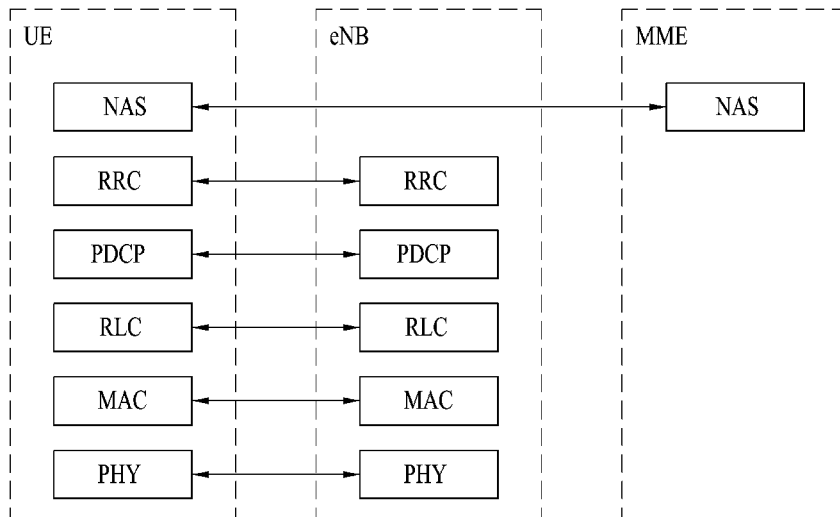 UE eNB MME
NAS NAS
RRC RRC
PDCP PDCP
RLC RLC
MAC MAC
PHY PHY